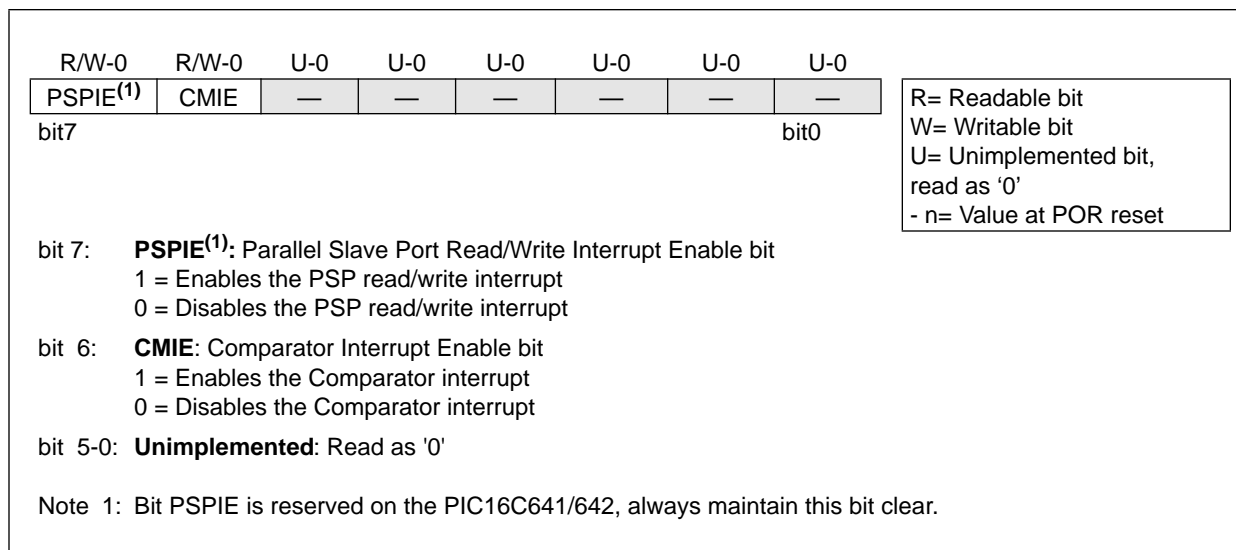 R/W-0 R/W-0 U-0 U-0 U-0 U-0 U-0 U-0
PSPIE(1) CMIE — — — — — —
bit7 bit0
R= Readable bit
W= Writable bit
U= Unimplemented bit,
read as ‘0’
- n= Value at POR reset
bit 7: PSPIE(1): Parallel Slave Port Read/Write Interrupt Enable bit
1 = Enables the PSP read/write interrupt
0 = Disables the PSP read/write interrupt
bit 6: CMIE: Comparator Interrupt Enable bit
1 = Enables the Comparator interrupt
0 = Disables the Comparator interrupt
bit 5-0: Unimplemented: Read as '0'
Note 1: Bit PSPIE is reserved on the PIC16C641/642, always maintain this bit clear.